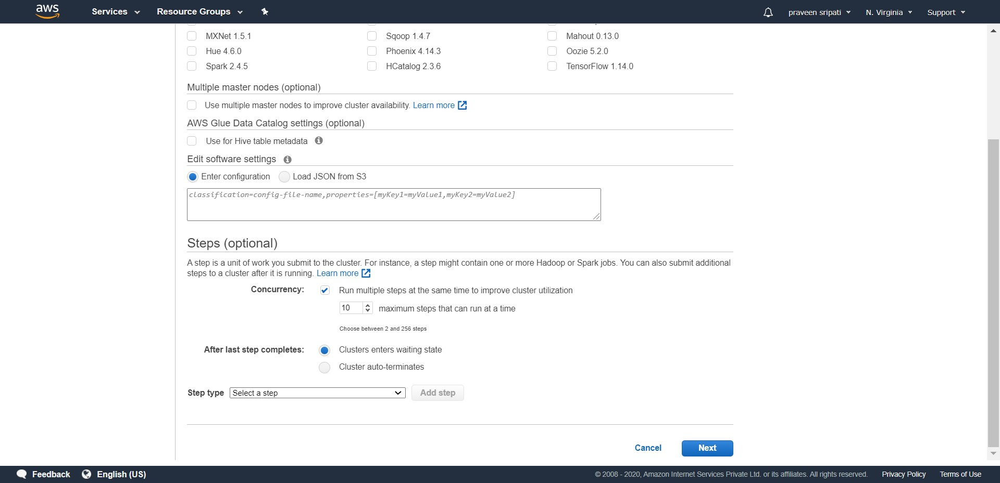 aws Services Resource Groups praveen sripati N. Virginia Support
MXNet 1.5.1 Sqoop 1.4.7 Mahout 0.13.0
Hue 4.6.0 Phoenix 4.14.3 Oozie 5.2.0
Spark 2.4.5 HCatalog 2.3.6 TensorFlow 1.14.0
Multiple master nodes (optional)
Use multiple master nodes to improve cluster availability. Learn more
AWS Glue Data Catalog settings (optional)
Use for Hive table metadata
Edit software settings
Enter configuration Load JSON from S3
classification=config-file-name,properties=[myKey1=myValue1,myKey2=myValue2]
Steps (optional)
A step is a unit of work you submit to the cluster. For instance, a step might contain one or more Hadoop or Spark jobs. You can also submit additional
steps to a cluster after it is running. Learn more
Concurrency: Run multiple steps at the same time to improve cluster utilization
10 maximum steps that can run at a time
Choose between 2 and 256 steps
After last step completes: Clusters enters waiting state
Cluster auto-terminates
Step type Select a step Add step
Cancel Next
Feedback English (US) © 2008 - 2020, Amazon Internet Services Private Ltd. or its affiliates. All rights reserved. Privacy Policy Terms of Use